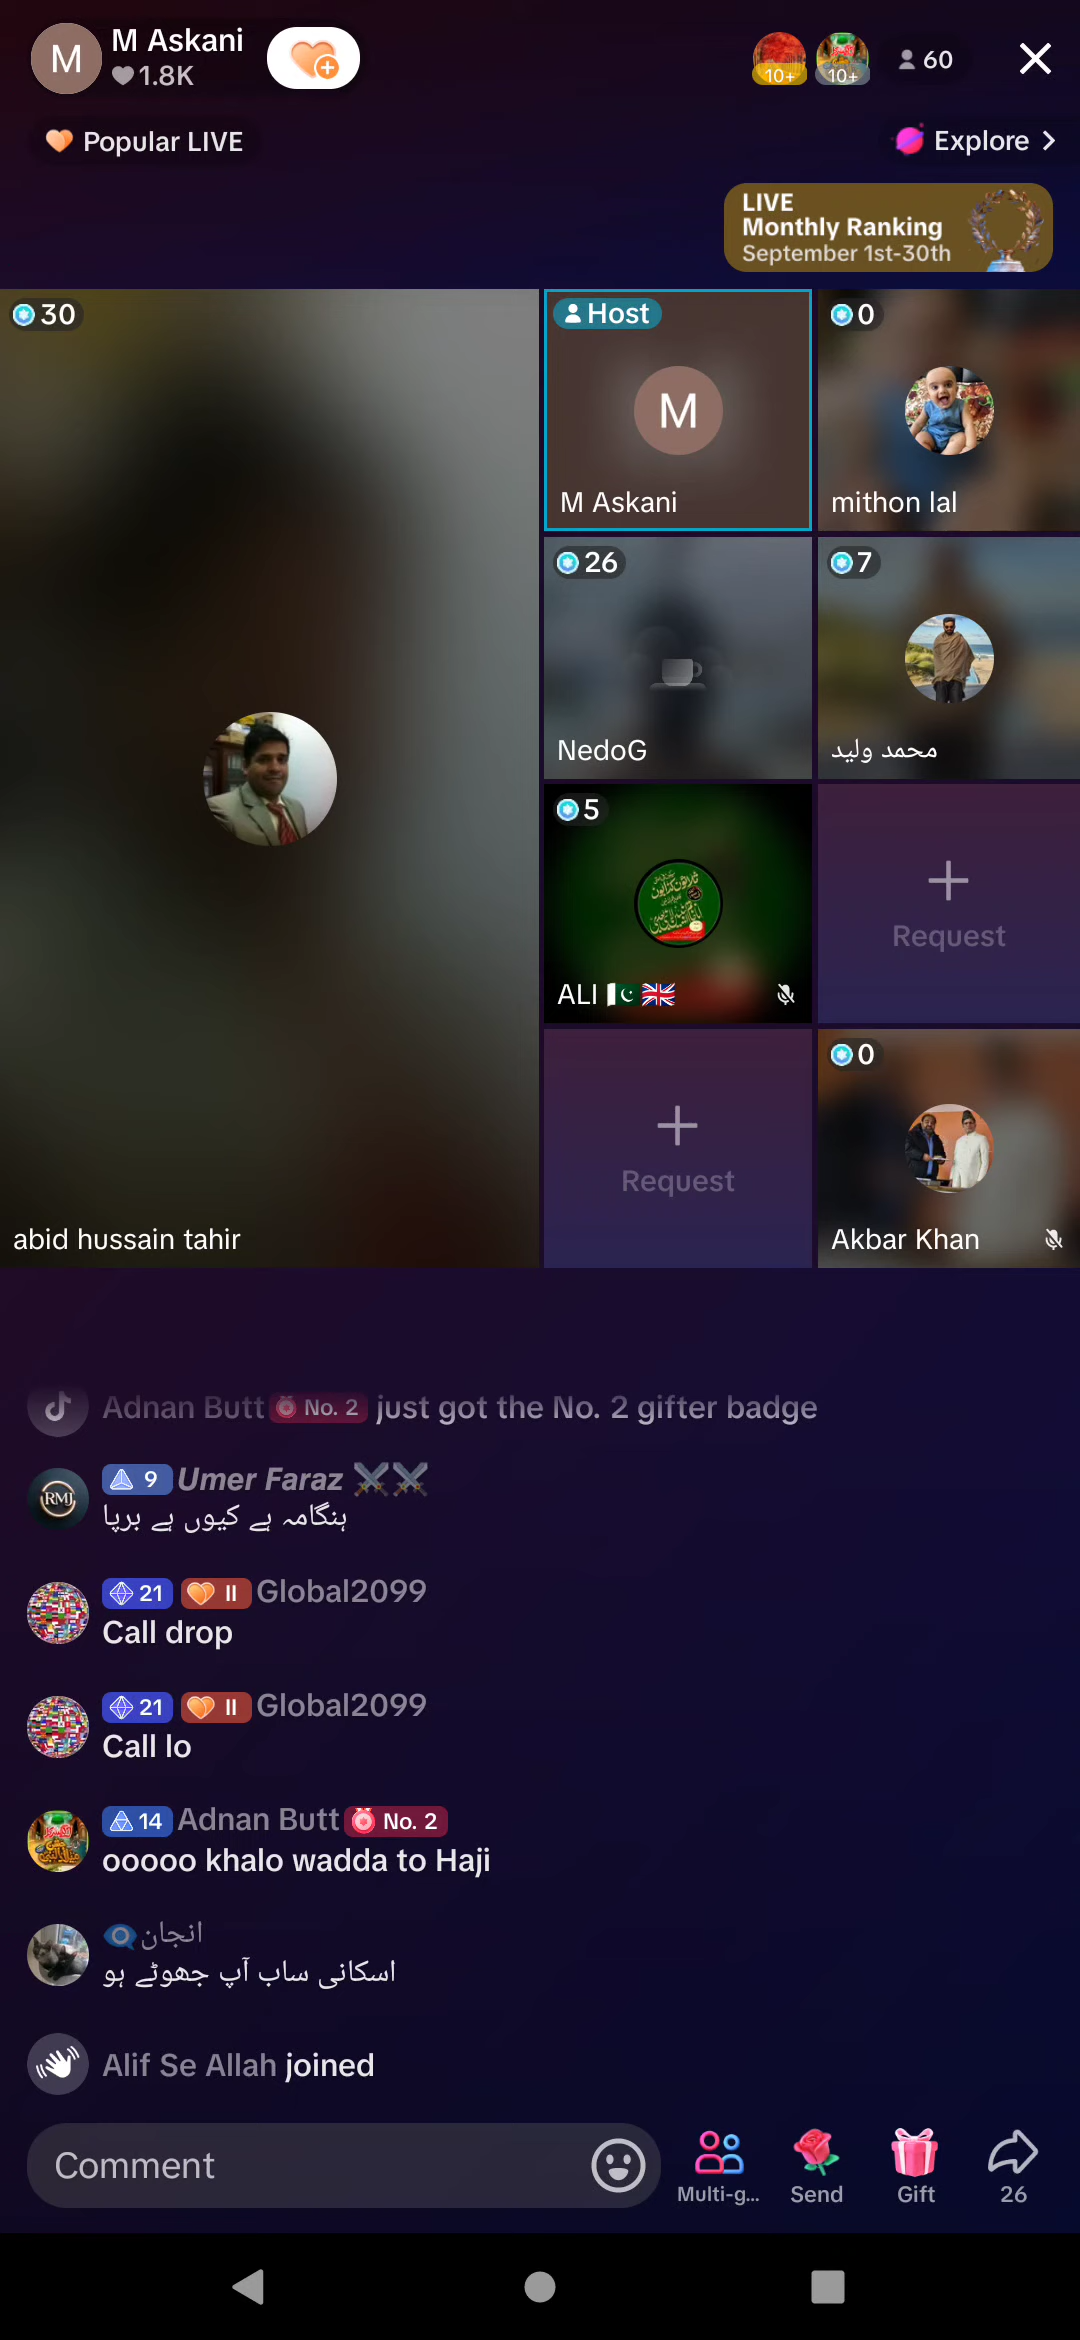 M
M Askani
1.8K
10+
10+
60
Popular LIVE
Explore
LIVE
Monthly Ranking
September 1st-30th
30
Host
M
M Askani
0
mithon lal
26
NedoG
7
محمد ولید
5
ALI
Request
abid hussain tahir
Request
0
Akbar Khan
Adnan Butt No. 2 just got the No. 2 gifter badge
RMJ
9 Umer Faraz
ہنگامہ ہے کیوں ہے برپا
21 II Global2099
Call drop
21 II Global2099
Call lo
14 Adnan Butt No. 2
ooooo khalo wadda to Haji
انجان
اسکانی ساب آپ جھوٹے ہو
Alif Se Allah joined
Comment
Multi-g...
Send
Gift
26